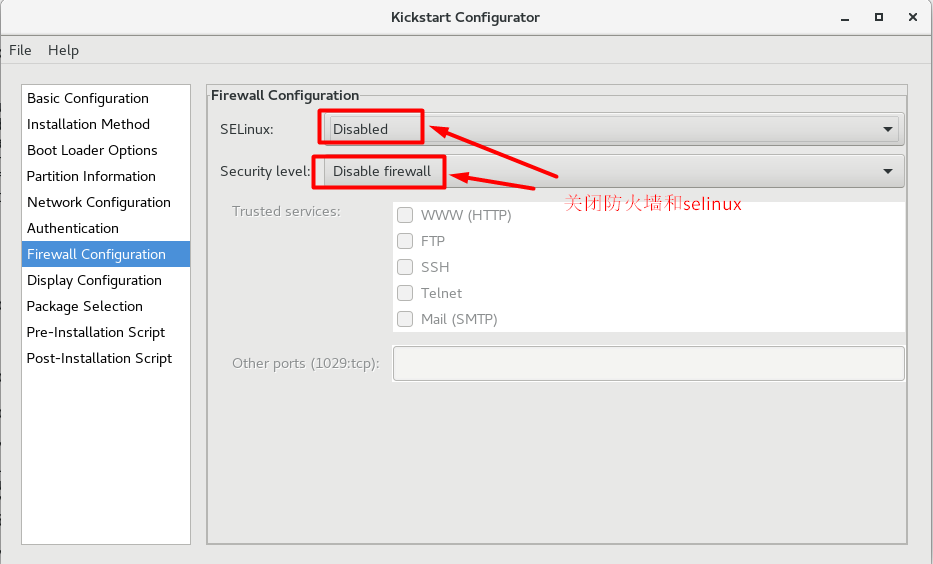 Kickstart Configurator
File Help
Basic Configuration
Installation Method
Boot Loader Options
Partition Information
Network Configuration
Authentication
Firewall Configuration
Display Configuration
Package Selection
Pre-Installation Script
Post-Installation Script
Firewall Configuration
SELinux: Disabled
Security level: Disable firewall
关闭防火墙和selinux
Trusted services:
WWW (HTTP)
FTP
SSH
Telnet
Mail (SMTP)
Other ports (1029:tcp):